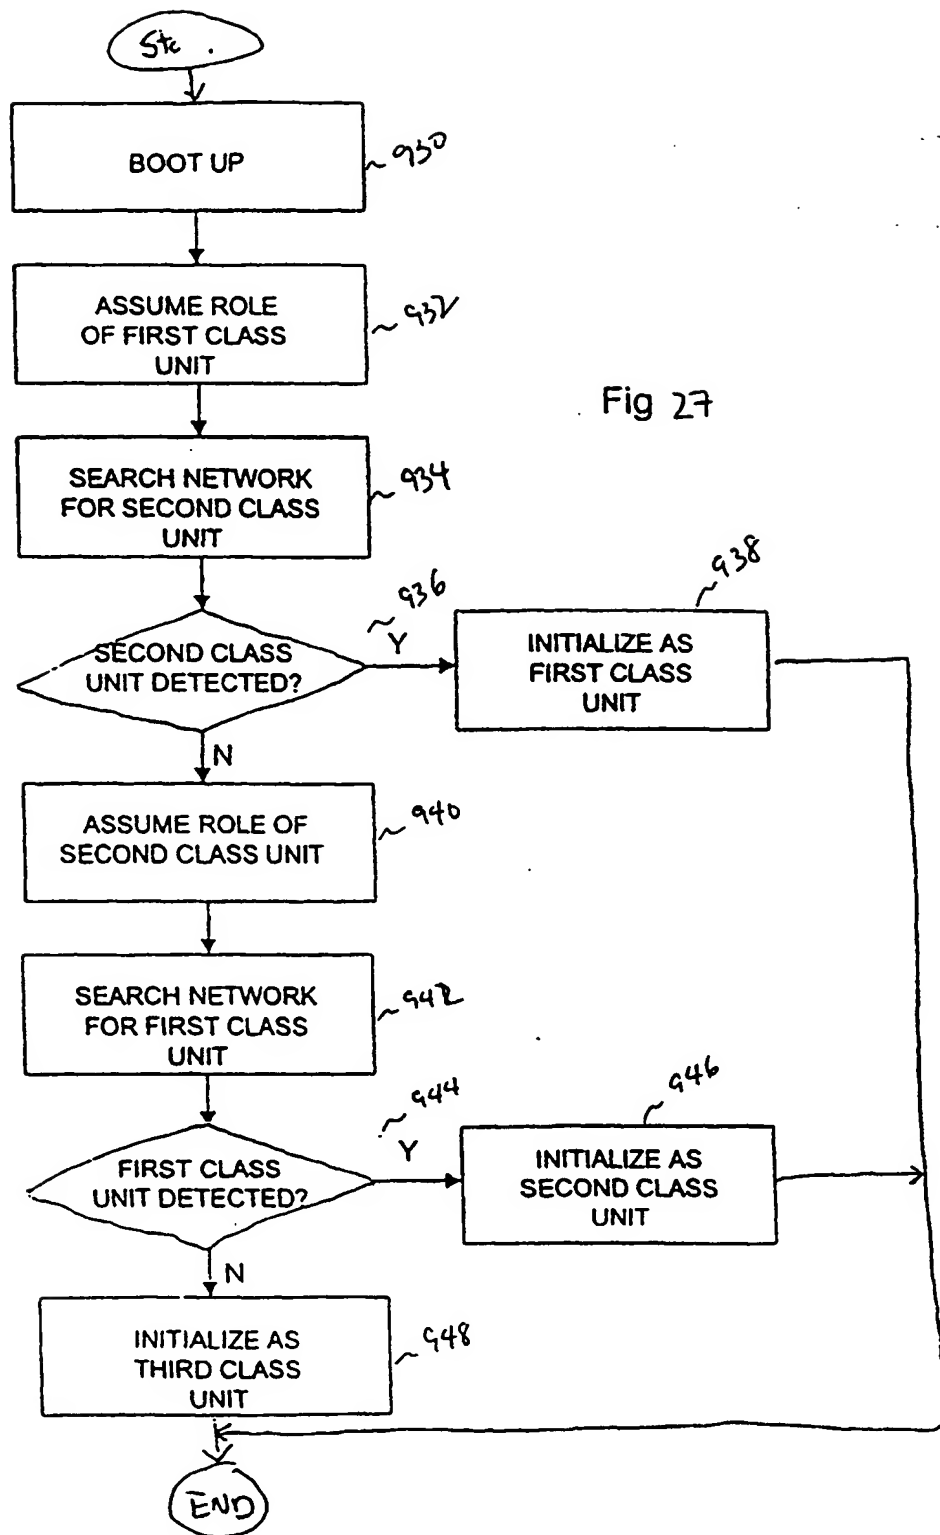 BOOT UP
930
ASSUME ROLE
OF FIRST CLASS
UNIT
932
Fig 27
SEARCH NETWORK
FOR SECOND CLASS
UNIT
934
SECOND CLASS
UNIT DETECTED?
936
Y
N
INITIALIZE AS
FIRST CLASS
UNIT
938
ASSUME ROLE OF
SECOND CLASS UNIT
940
SEARCH NETWORK
FOR FIRST CLASS
UNIT
942
FIRST CLASS
UNIT DETECTED?
944
Y
N
INITIALIZE AS
SECOND CLASS
UNIT
946
INITIALIZE AS
THIRD CLASS
UNIT
948
END